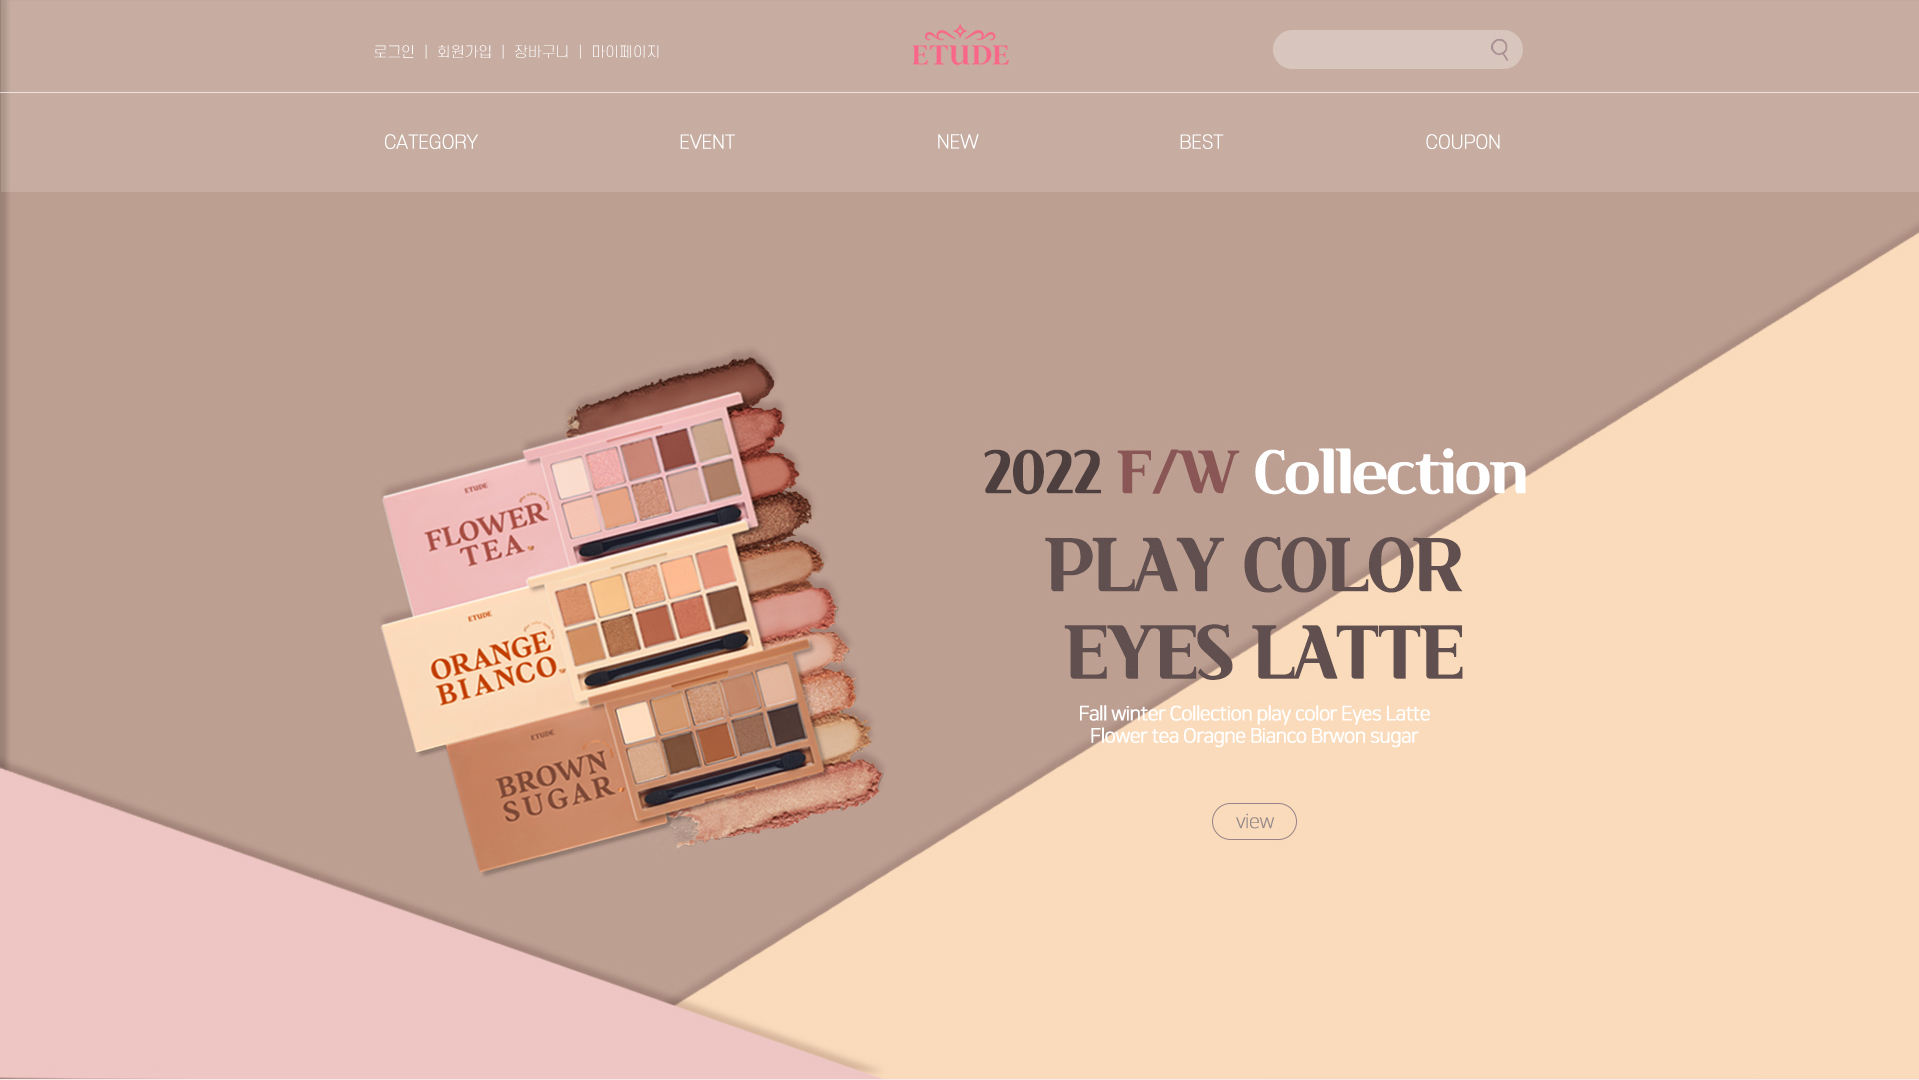 로그인 | 회원가입 | 장바구니 | 마이페이지
ETUDE
CATEGORY
EVENT
NEW
BEST
COUPON
ETUDE
FLOWER
TEA
ETUDE
ORANGE
BIANCO
ETUDE
BROWN
SUGAR
2022 F/W Collection
PLAY COLOR
EYES LATTE
Fall winter Collection play color Eyes Latte
Flower tea Oragne Bianco Brwon sugar
view